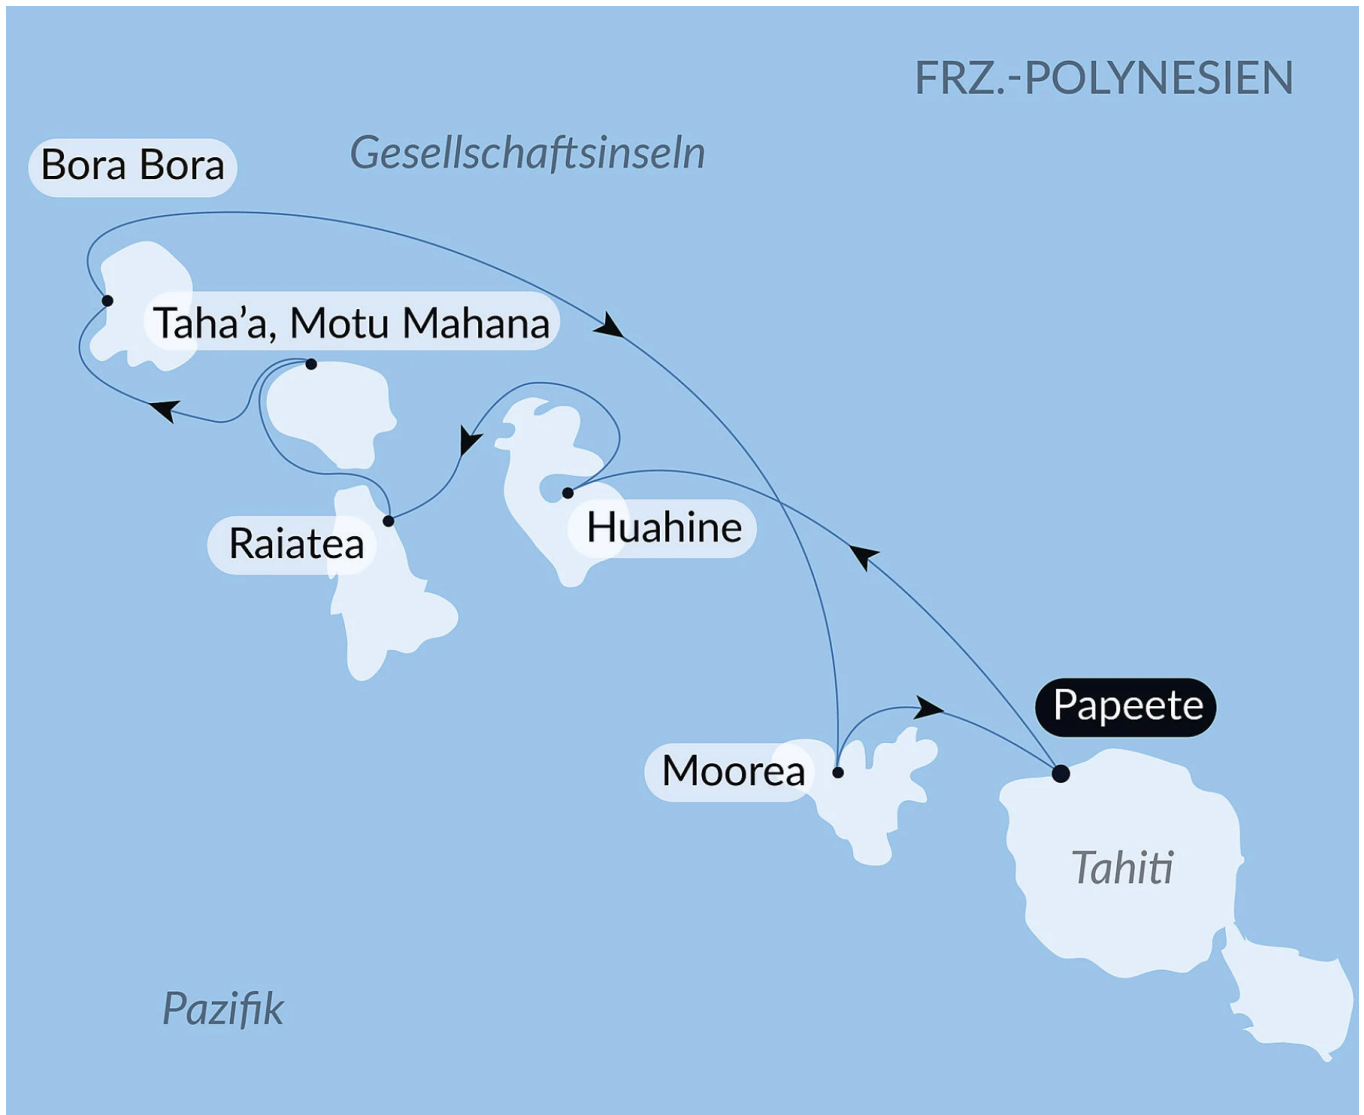 FRZ.-POLYNESIEN
Gesellschaftsinseln
Bora Bora
Taha’a, Motu Mahana
Huahine
Raiatea
Papeete
Moorea
Tahiti
Pazifik